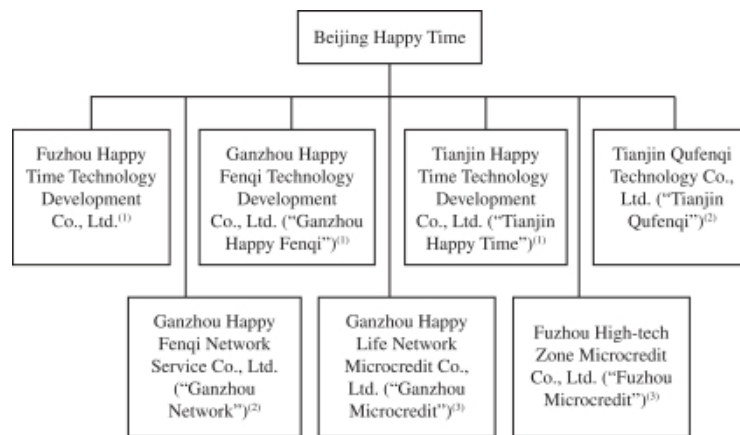 Beijing Happy Time
Fuzhou Happy
Time Technology
Development
Co., Ltd.⁽¹⁾
Ganzhou Happy
Fenqi Technology
Development
Co., Ltd. (“Ganzhou
Happy Fenqi”)⁽¹⁾
Tianjin Happy
Time Technology
Development
Co., Ltd. (“Tianjin
Happy Time”)⁽¹⁾
Tianjin Qufenqi
Technology Co.,
Ltd. (“Tianjin
Qufenqi”)⁽²⁾
Ganzhou Happy
Fenqi Network
Service Co., Ltd.
(“Ganzhou
Network”)⁽²⁾
Ganzhou Happy
Life Network
Microcredit Co.,
Ltd. (“Ganzhou
Microcredit”)⁽³⁾
Fuzhou High-tech
Zone Microcredit
Co., Ltd. (“Fuzhou
Microcredit”)⁽³⁾